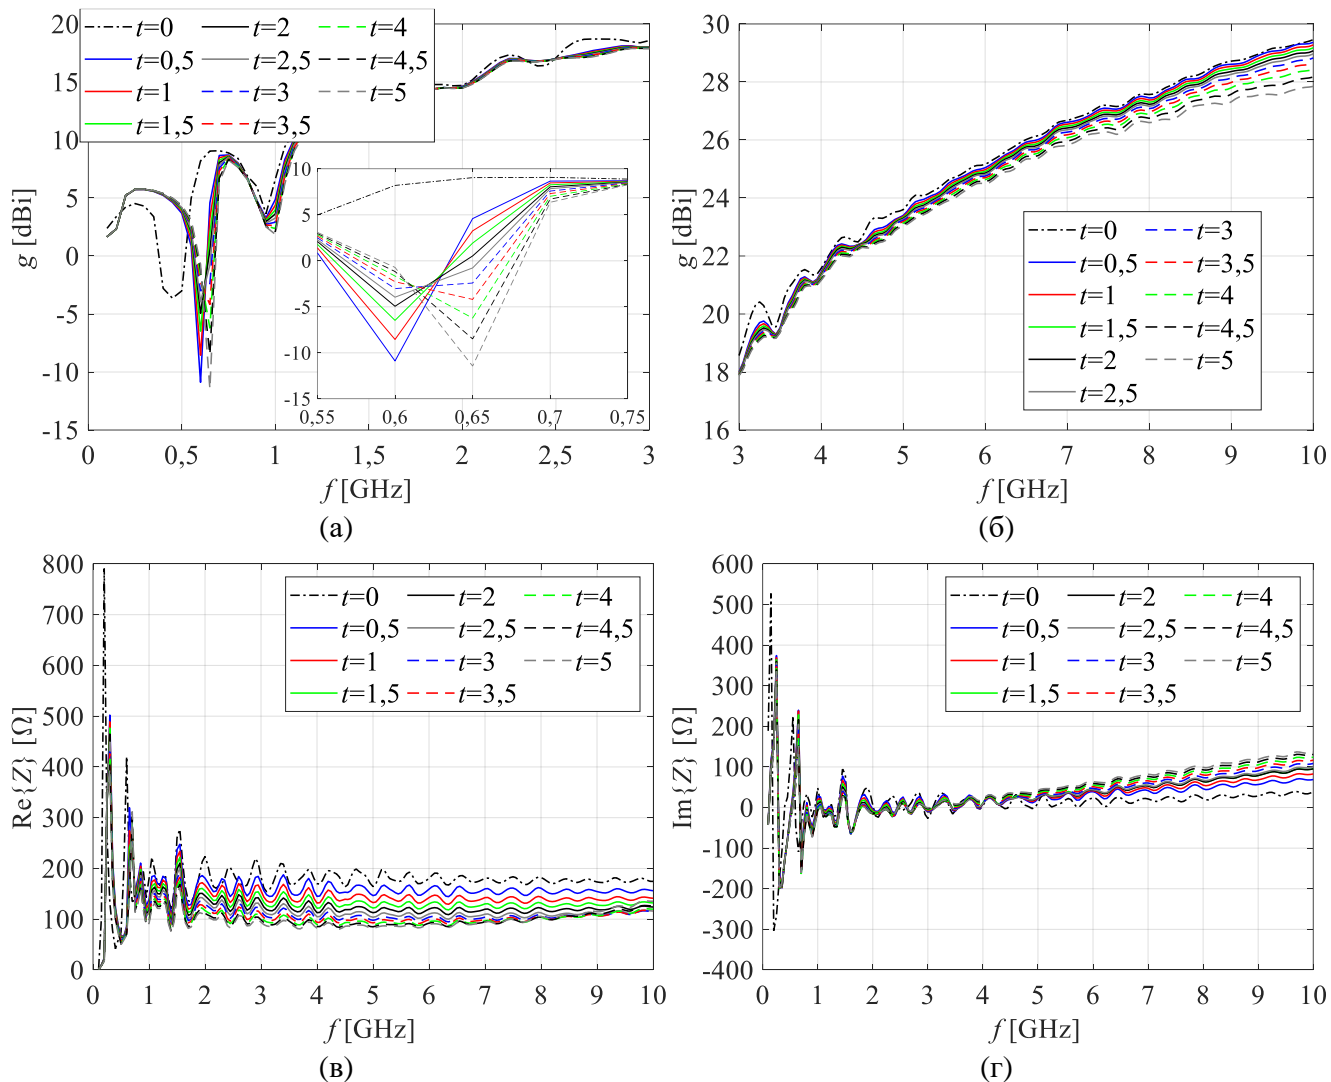 t=0 t=2 t=4
t=0,5 t=2,5 t=4,5
t=1 t=3 t=5
t=1,5 t=3,5
20
15
10
5
0
-5
-10
-15
g [dBi]
0 0,5 1 1,5 2 2,5 3
f [GHz]
10
5
0
-5
-10
-15
0,55 0,6 0,65 0,7 0,75
(а)
30
28
26
24
22
20
18
16
g [dBi]
t=0 t=3
t=0,5 t=3,5
t=1 t=4
t=1,5 t=4,5
t=2 t=5
t=2,5
3 4 5 6 7 8 9 10
f [GHz]
(б)
800
700
600
500
400
300
200
100
0
Re{Z} [Ω]
t=0 t=2 t=4
t=0,5 t=2,5 t=4,5
t=1 t=3 t=5
t=1,5 t=3,5
0 1 2 3 4 5 6 7 8 9 10
f [GHz]
(в)
600
500
400
300
200
100
0
-100
-200
-300
-400
Im{Z} [Ω]
t=0 t=2 t=4
t=0,5 t=2,5 t=4,5
t=1 t=3 t=5
t=1,5 t=3,5
0 1 2 3 4 5 6 7 8 9 10
f [GHz]
(г)